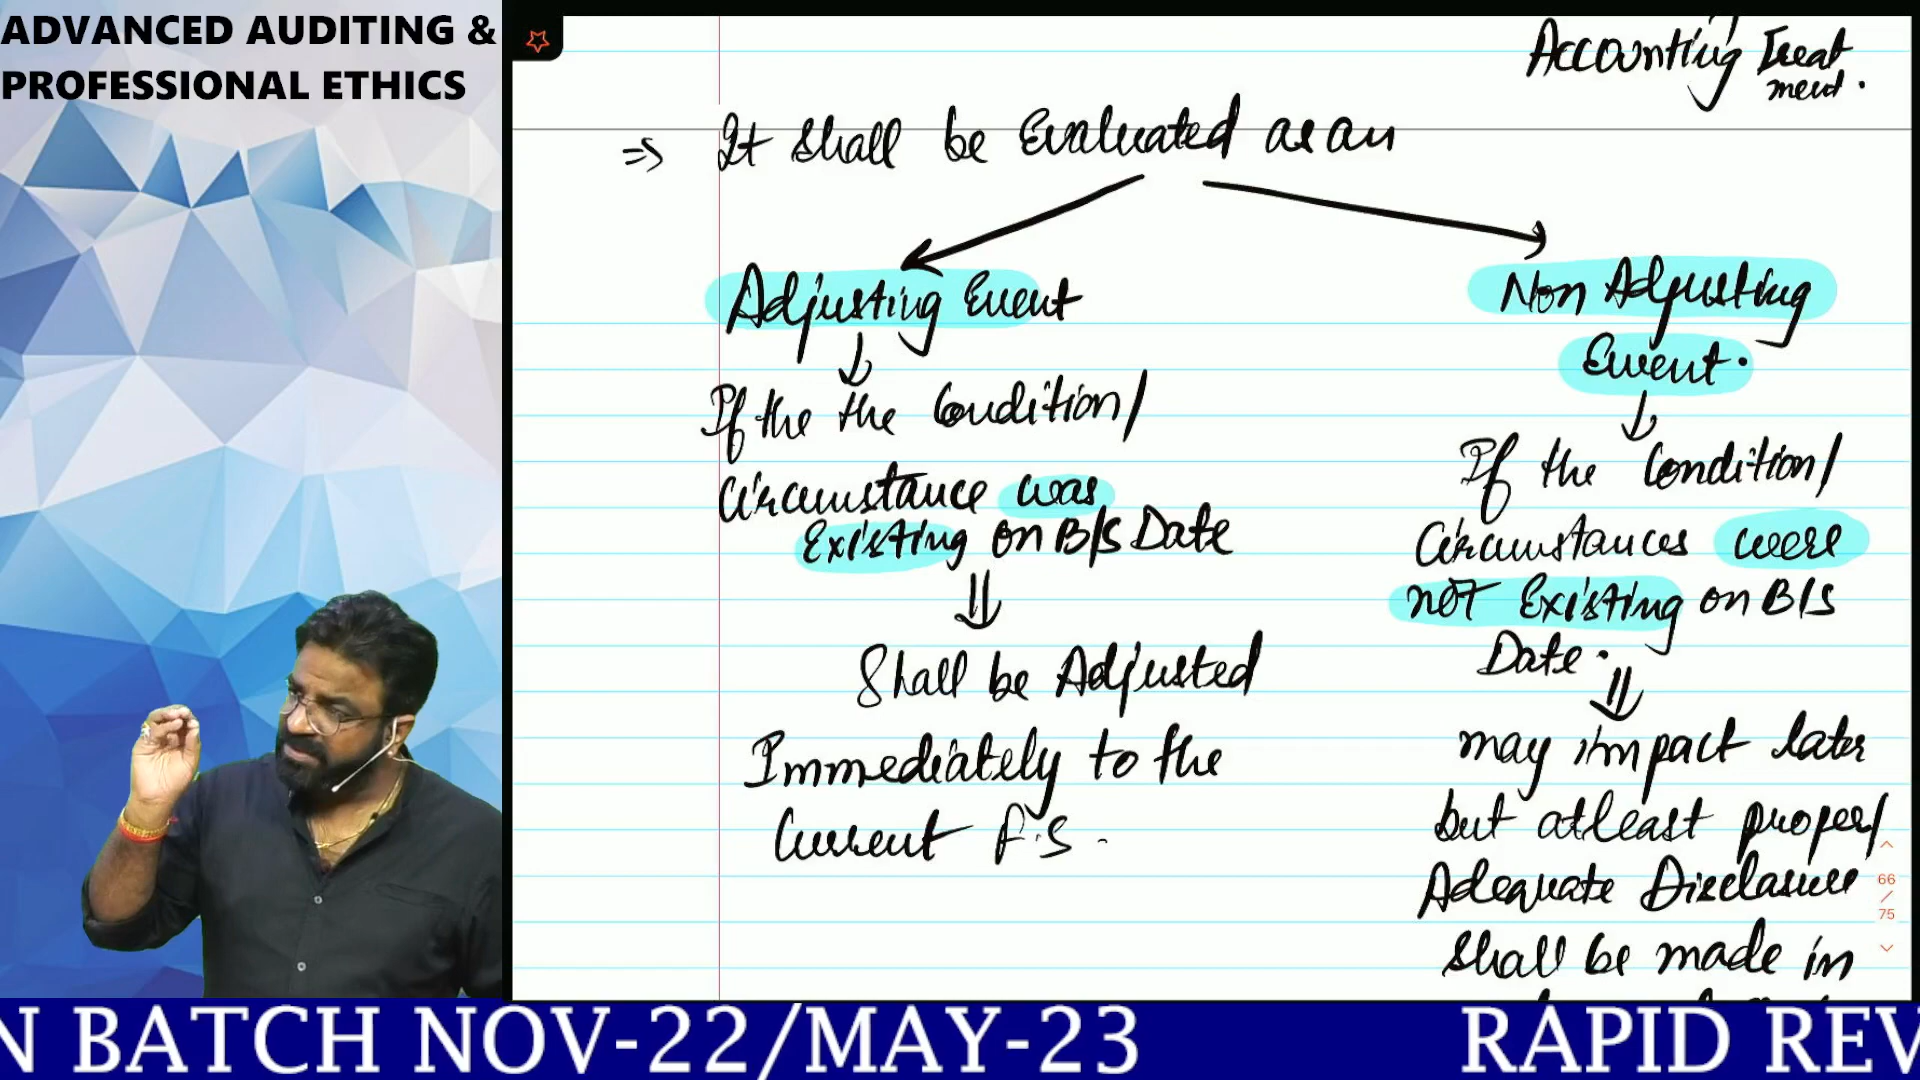 ADVANCED AUDITING &
PROFESSIONAL ETHICS
Accounting Treat
ment.
=> It shall be Evaluated as an
Adjusting Event
If the the Condition/
Circumstance was
Existing on B/S Date
Shall be Adjusted
Immediately to the
Current F.S.
Non Adjusting
Event.
If the Condition/
Circumstances were
not Existing on B/S
Date.
may impact later
but atleast proper/
Adequate Disclosure
shall be made in
66
/
75
N BATCH NOV-22/MAY-23 RAPID REV